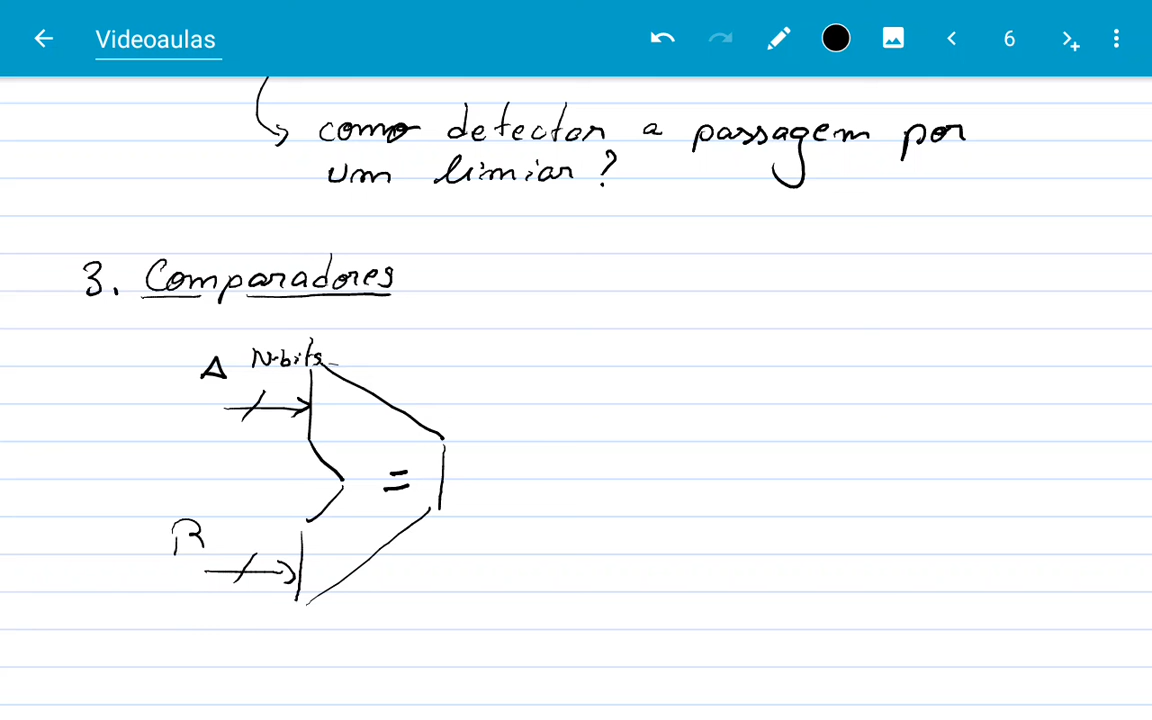 Videoaulas
6
como detectar a passagem por
um limiar?
3. Comparadores
A N-bits
=
B